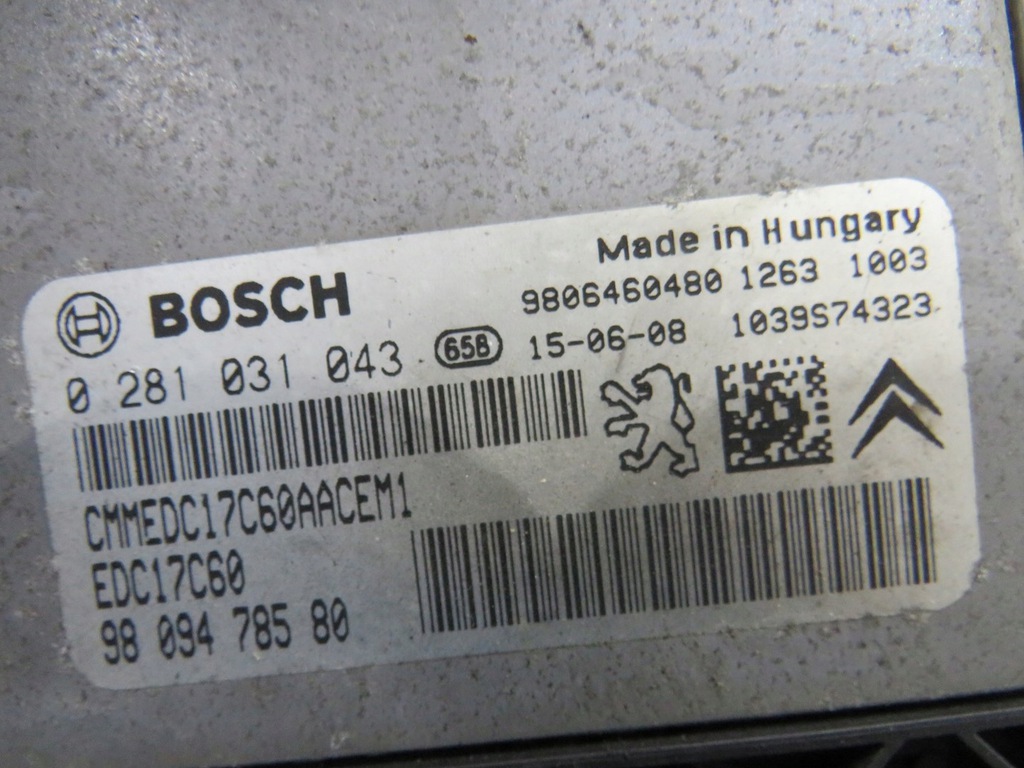 Made in Hungary
BOSCH
9806460480 1263 1003
0 281 031 043 65B 15-06-08 1039S74323
CMMEDC17C60AACEM1
EDC17C60
98 094 785 80